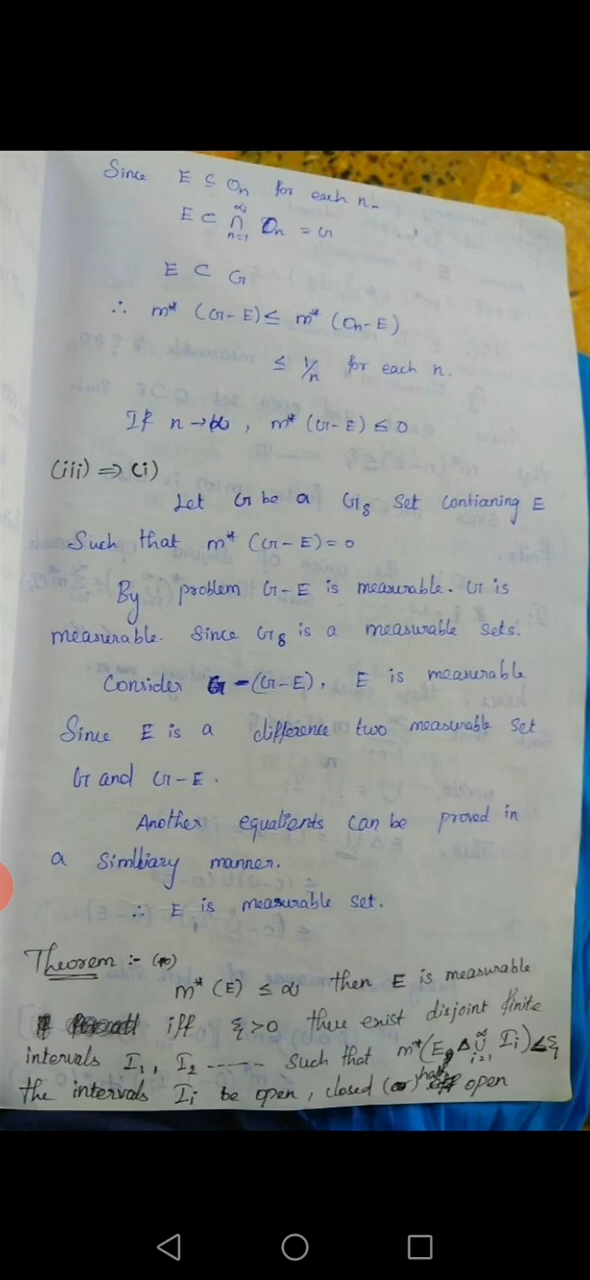 Since E ⊆ On for each n.
E ⊂ ∞∩n=1 On = G
E ⊂ G
∴ m* (G-E) ≤ m* (On-E)
≤ 1/n for each n.
If n→∞, m* (G-E) ≤ 0
(iii) ⇒ (i)
Let G be a Gδ Set contianing E
Such that m* (G-E) = 0
By problem G-E is measurable. G is
measurable. Since Gδ is a measurable sets.
Consider G-(G-E), E is measurable
Since E is a difference two measurable set
G and G-E.
Another equalients can be proved in
a Simlliary manner.
∴ E is measurable set.
Theorem :- (10)
m* (E) ≤ ∞ then E is measurable
iff ξ>0 there exist disjoint finite
intervals I1, I2 ------- Such that m*(E Δ ∞∪i=1 Ii) < ξ
the intervals Ii be open, closed (or) half open